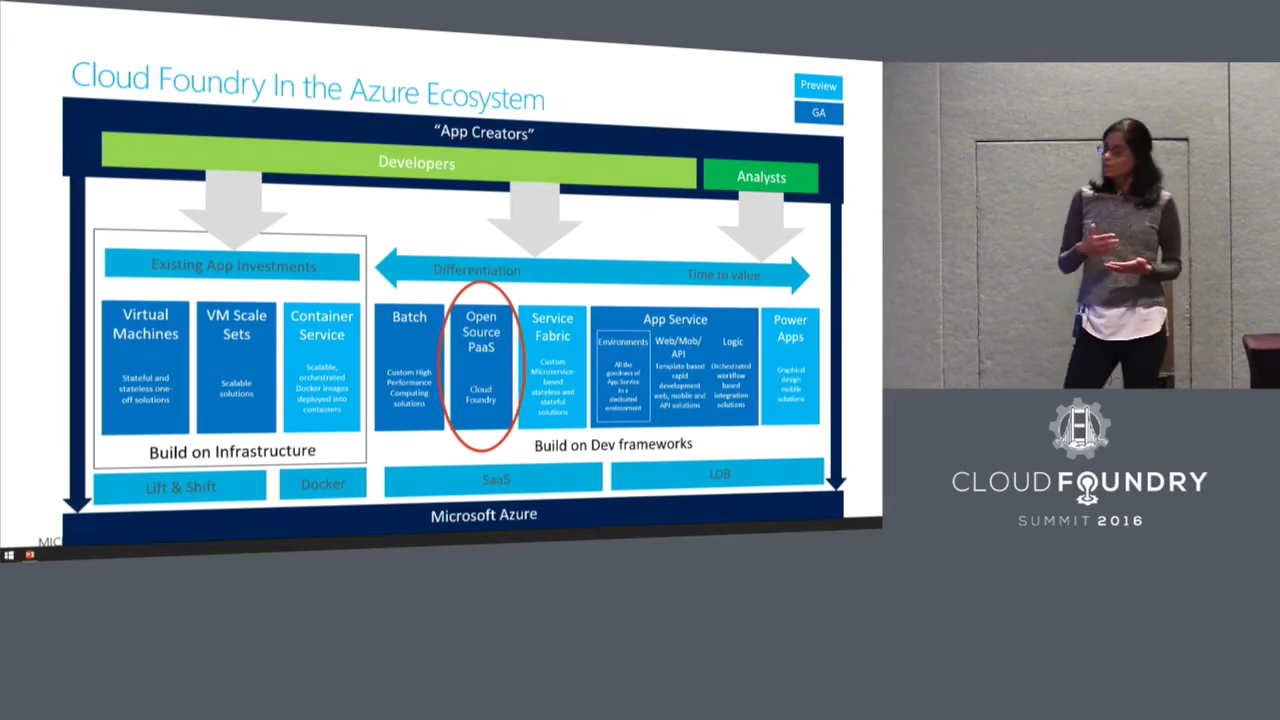 Cloud Foundry In the Azure Ecosystem
Preview
GA
"App Creators"
Developers
Analysts
Existing App Investments
Differentiation
Time to value
Virtual
Machines
Stateful and
stateless one-
off solutions
VM Scale
Sets
Scalable
solutions
Container
Service
Scalable,
orchestrated
Docker images
deployed into
containers
Batch
Custom High
Performance
Computing
solutions
Open
Source
PaaS
Cloud
Foundry
Service
Fabric
Custom
Microservice-
based
stateless and
stateful
solutions
App Service
Environments
All the
goodness of
App Service
in a
dedicated
environment
Web/Mob/
API
Template based
rapid
development
web, mobile and
API solutions
Logic
Orchestrated
workflow
based
integration
solutions
Power
Apps
Graphical
design
mobile
solutions
Build on Infrastructure
Build on Dev frameworks
Lift & Shift
Docker
SaaS
LOB
Microsoft Azure
MIC
CLOUD FOUNDRY
SUMMIT 2016